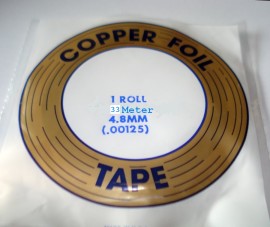 COPPER FOIL
1 ROLL
33 Meter
4.8MM
(.00125)
TAPE